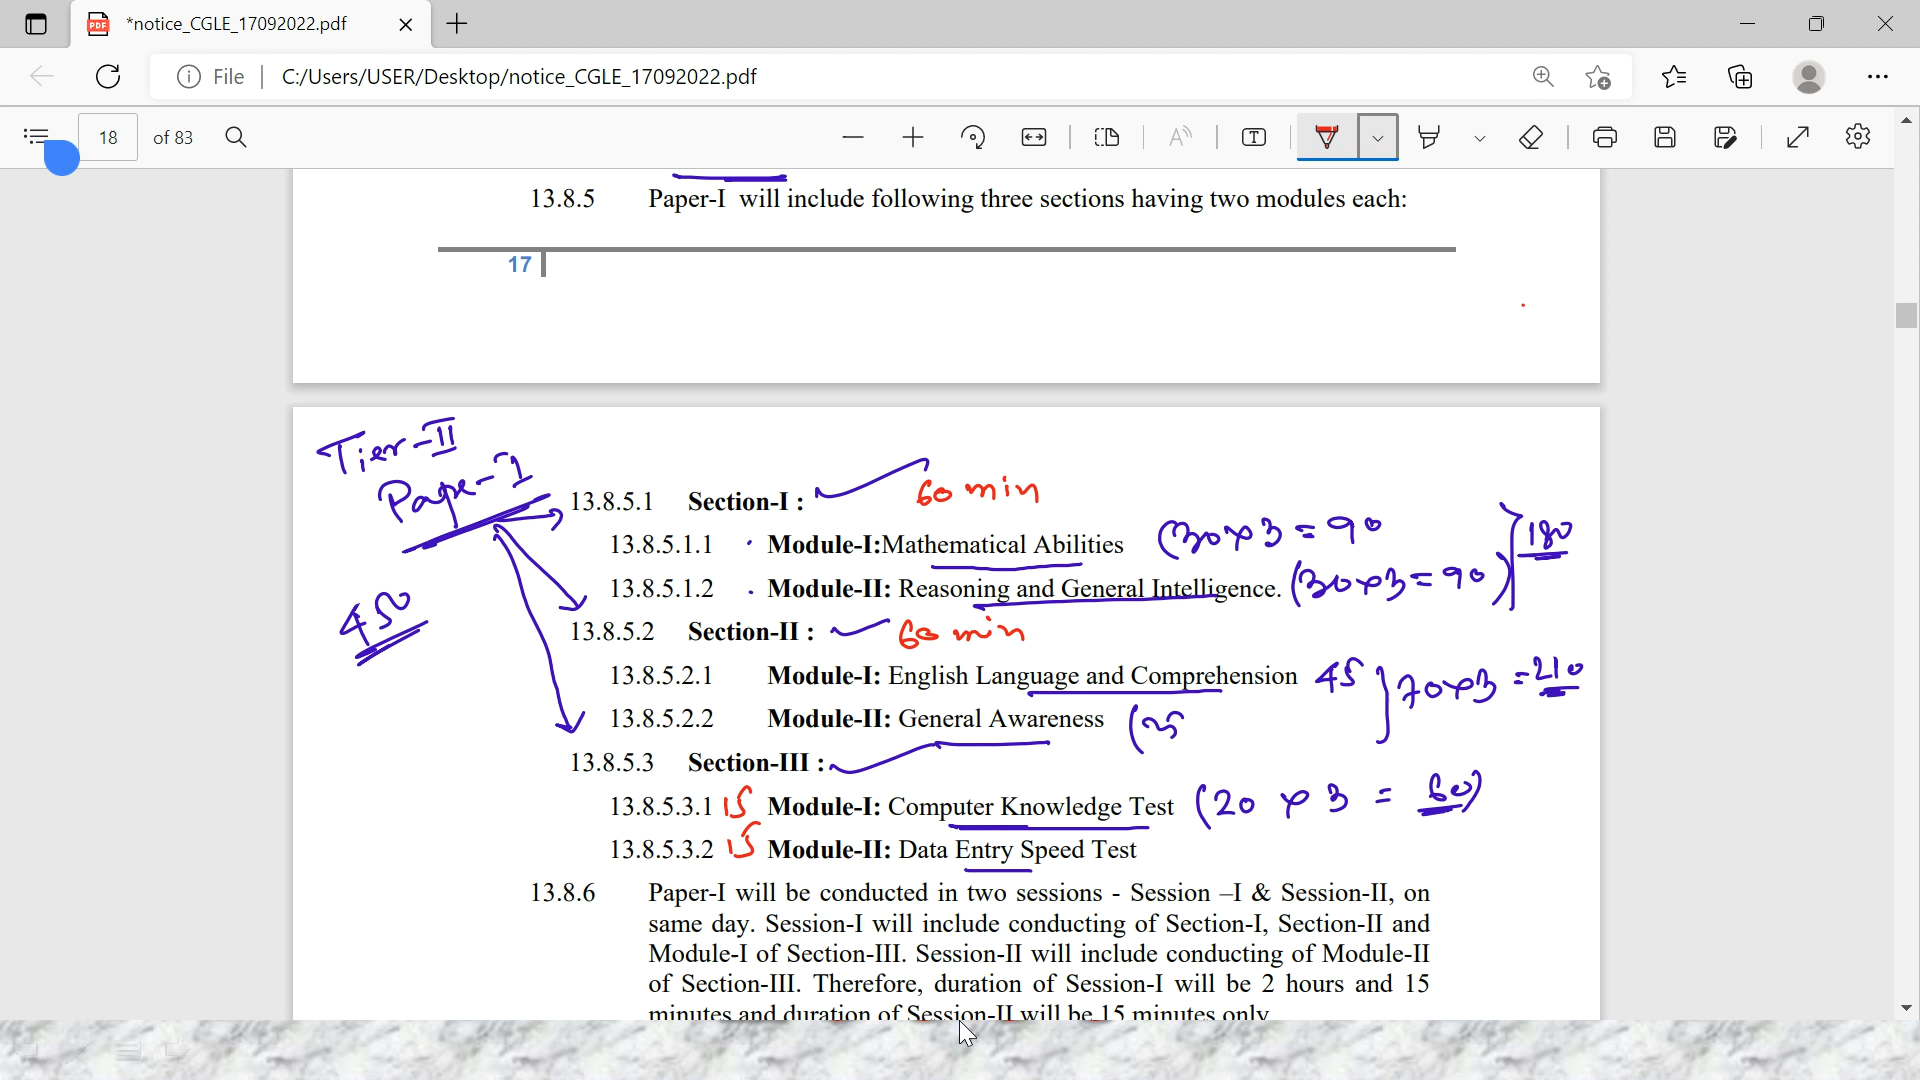 *notice_CGLE_17092022.pdf
File C:/Users/USER/Desktop/notice_CGLE_17092022.pdf
18 of 83
13.8.5 Paper-I will include following three sections having two modules each:
17
Tier-II
Paper-I
13.8.5.1 Section-I : 60 min
13.8.5.1.1 Module-I:Mathematical Abilities (30×3 = 90
180
13.8.5.1.2 Module-II: Reasoning and General Intelligence. (30×3=90)
450
13.8.5.2 Section-II : 60 min
13.8.5.2.1 Module-I: English Language and Comprehension 45 } 70×3 = 210
13.8.5.2.2 Module-II: General Awareness (25
13.8.5.3 Section-III :
13.8.5.3.1 15 Module-I: Computer Knowledge Test (20 × 3 = 60)
13.8.5.3.2 15 Module-II: Data Entry Speed Test
13.8.6 Paper-I will be conducted in two sessions - Session –I & Session-II, on
same day. Session-I will include conducting of Section-I, Section-II and
Module-I of Section-III. Session-II will include conducting of Module-II
of Section-III. Therefore, duration of Session-I will be 2 hours and 15
minutes and duration of Session-II will be 15 minutes only